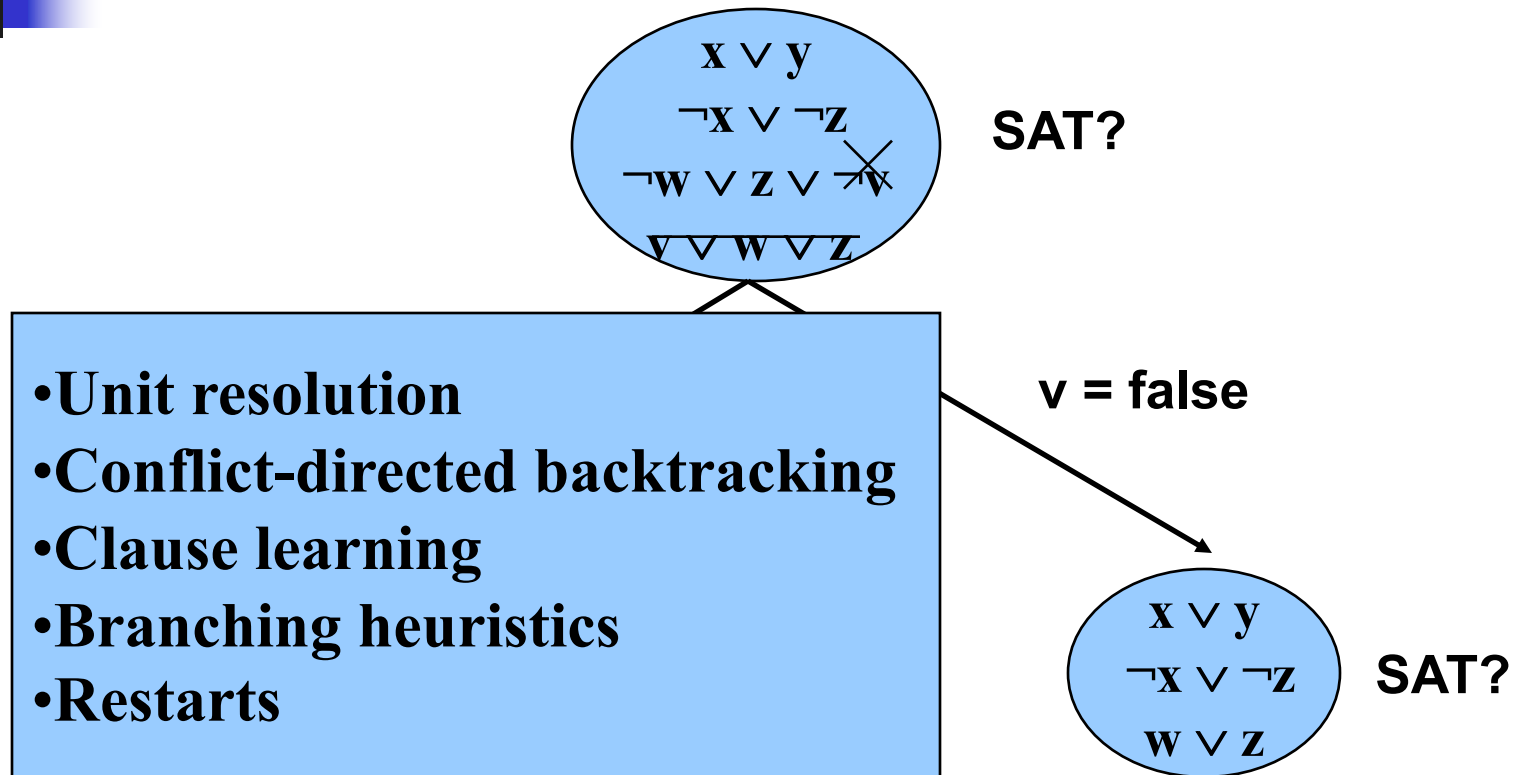 x ∨ y
¬x ∨ ¬z
¬w ∨ z ∨ ¬v
v ∨ w ∨ z
SAT?
•Unit resolution
•Conflict-directed backtracking
•Clause learning
•Branching heuristics
•Restarts
v = false
x ∨ y
¬x ∨ ¬z
w ∨ z
SAT?